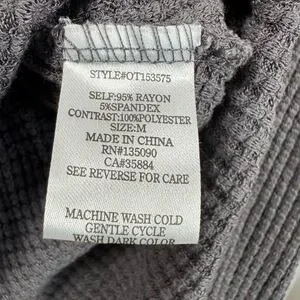 STYLE#OT153575
SELF:95% RAYON
5%SPANDEX
CONTRAST:100%POLYESTER
SIZE:M
MADE IN CHINA
RN#135090
CA#35884
SEE REVERSE FOR CARE
MACHINE WASH COLD
GENTLE CYCLE
WASH DARK COLOR